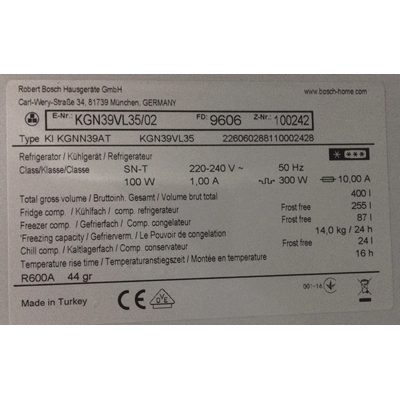 Robert Bosch Hausgeräte GmbH
Carl-Wery-Straße 34, 81739 München, GERMANY
www.bosch-home.com
E-Nr.: KGN39VL35/02 FD: 9606 Z-Nr.: 100242
Type KI KGNN39AT KGN39VL35 226060288110002428
Refrigerator / Kühlgerät / Refrigerateur
Class/Klasse/Classe) SN-T 220-240 V ~ 50 Hz
100 W 1,00 A 300 W 10,00 A
Total gross volume / Bruttoinh. / Volume brut total 400 l
Fridge comp. / Kühlfach / comp. refrigerateur Frost free 255 l
Freezer comp. / Gefrierfach / Comp. congelateur Frost free 87 l
*Freezing capacity / Gefrierverm. / Le Pouvoir de congelation 14,0 kg / 24 h
Chill comp. / Kaltlagerfach / Comp. conservateur Frost free 24 l
Temperature rise time / Temperaturanstiegszeit / Montée en temperature 16 h
R600A 44 gr
Made in Turkey
CE
VDE
001-16